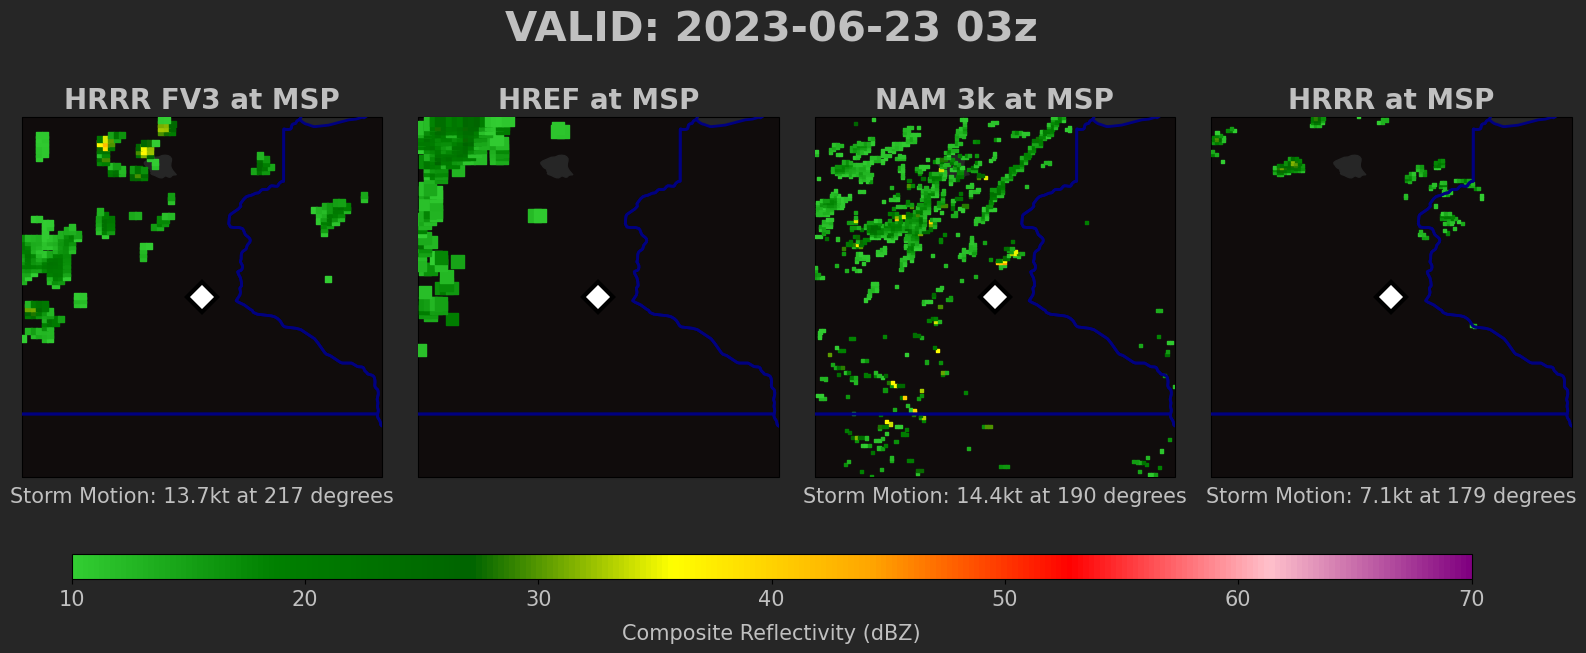 VALID: 2023-06-23 03z
HRRR FV3 at MSP
HREF at MSP
NAM 3k at MSP
HRRR at MSP
Storm Motion: 13.7kt at 217 degrees
Storm Motion: 14.4kt at 190 degrees
Storm Motion: 7.1kt at 179 degrees
10 20 30 40 50 60 70
Composite Reflectivity (dBZ)